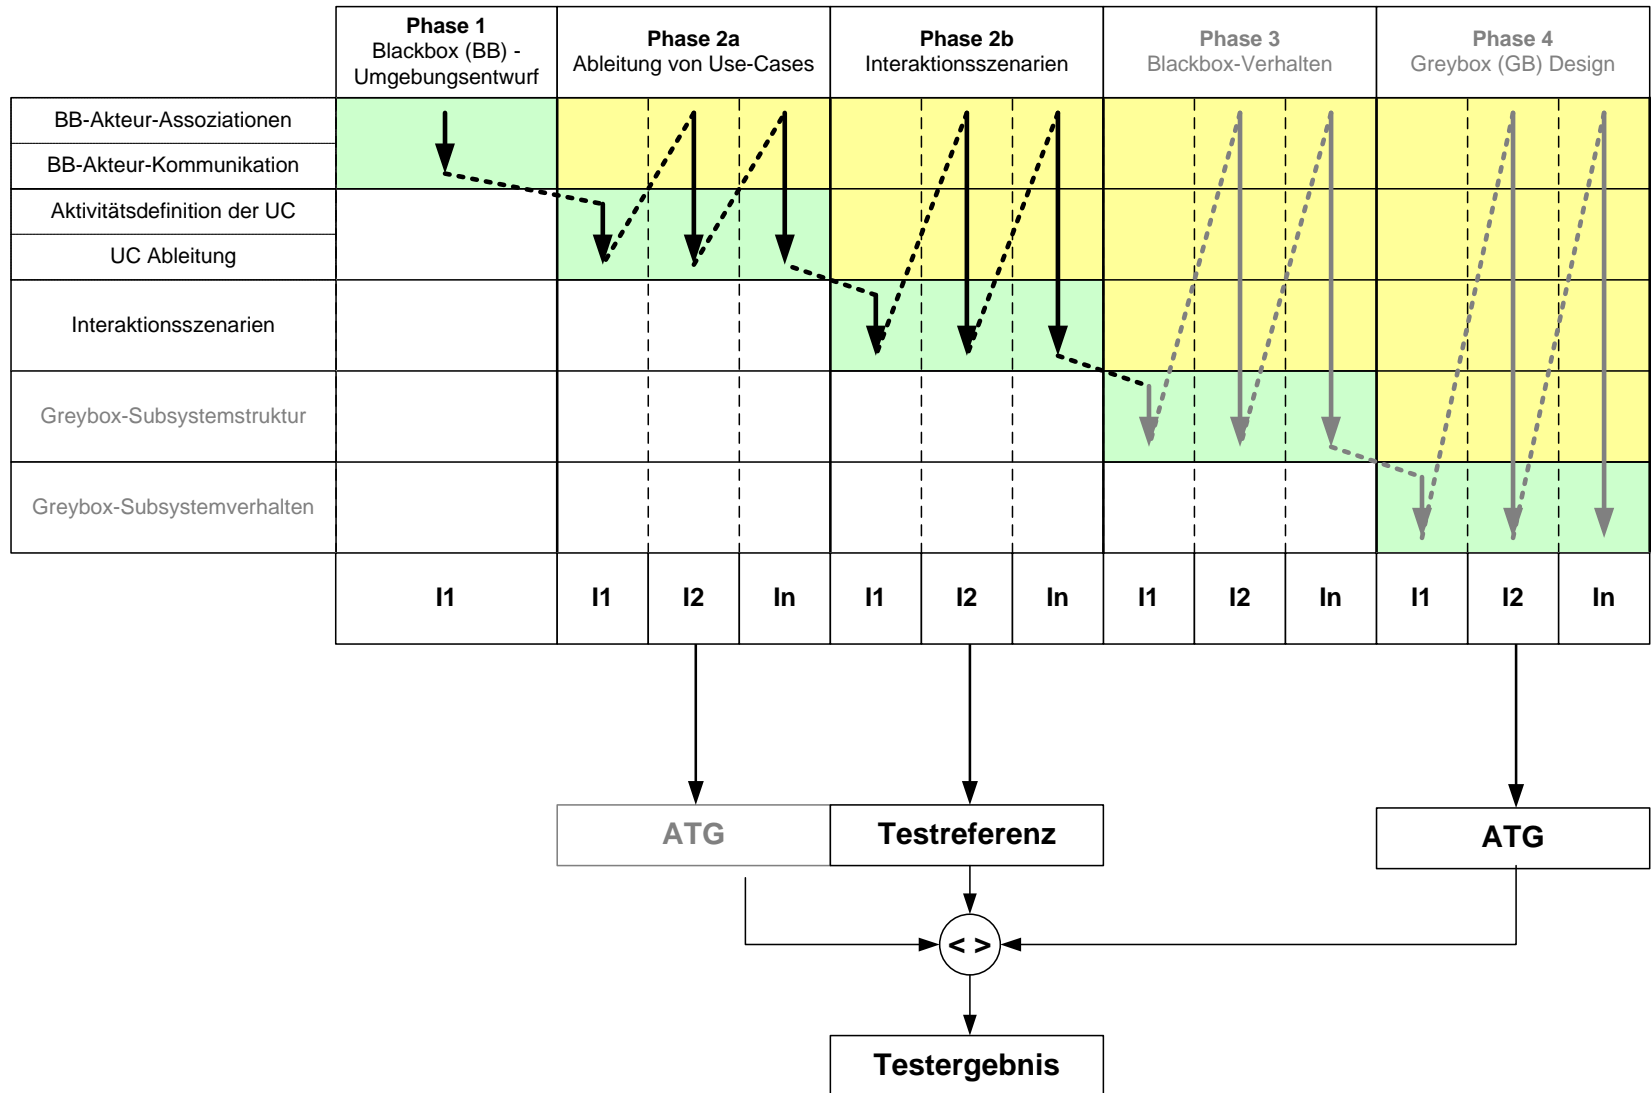 Phase 1
Blackbox (BB) -
Umgebungsentwurf
Phase 2a
Ableitung von Use-Cases
Phase 2b
Interaktionsszenarien
Phase 3
Blackbox-Verhalten
Phase 4
Greybox (GB) Design
BB-Akteur-Assoziationen
BB-Akteur-Kommunikation
Aktivitätsdefinition der UC
UC Ableitung
Interaktionsszenarien
Greybox-Subsystemstruktur
Greybox-Subsystemverhalten
I1
I1
I2
In
I1
I2
In
I1
I2
In
I1
I2
In
ATG
Testreferenz
ATG
< >
Testergebnis